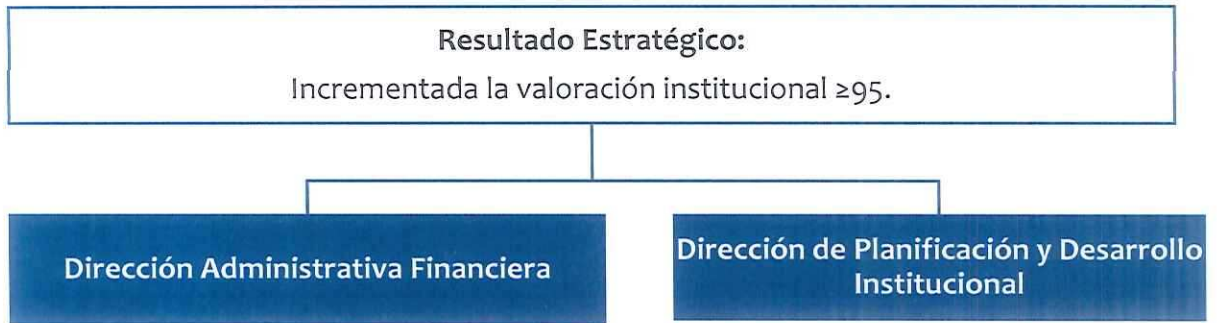 Resultado Estratégico:
Incrementada la valoración institucional ≥95.
Dirección Administrativa Financiera
Dirección de Planificación y Desarrollo
Institucional